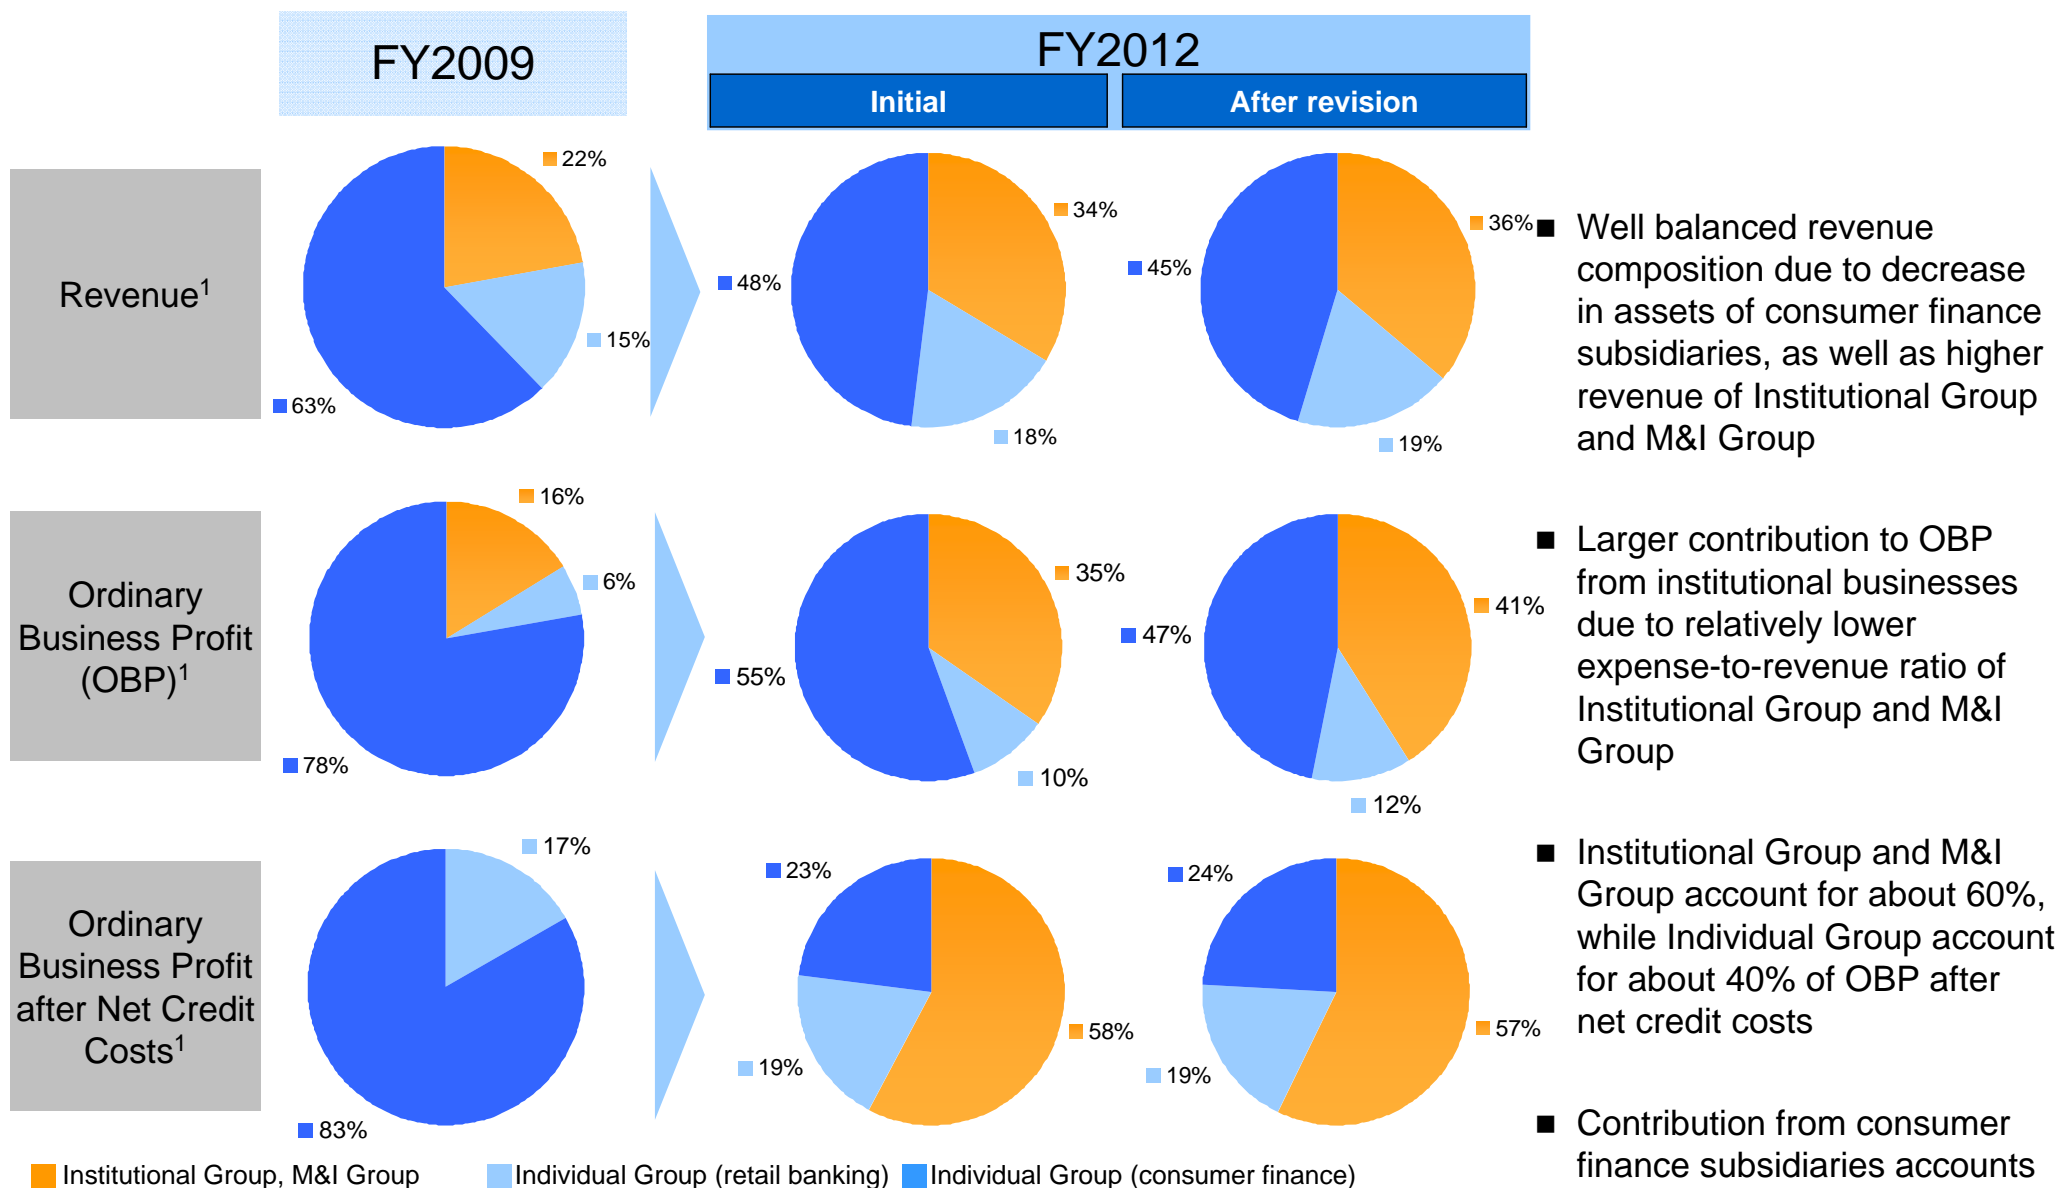 FY2009
FY2012
Initial
After revision
Revenue1
22%
15%
63%
34%
48%
18%
36%
45%
19%
■ Well balanced revenue
composition due to decrease
in assets of consumer finance
subsidiaries, as well as higher
revenue of Institutional Group
and M&I Group
Ordinary
Business Profit
(OBP)1
16%
6%
78%
35%
55%
10%
41%
47%
12%
■ Larger contribution to OBP
from institutional businesses
due to relatively lower
expense-to-revenue ratio of
Institutional Group and M&I
Group
Ordinary
Business Profit
after Net Credit
Costs1
17%
83%
23%
58%
19%
24%
57%
19%
■ Institutional Group and M&I
Group account for about 60%,
while Individual Group account
for about 40% of OBP after
net credit costs
■ Contribution from consumer
finance subsidiaries accounts
Institutional Group, M&I Group
Individual Group (retail banking)
Individual Group (consumer finance)